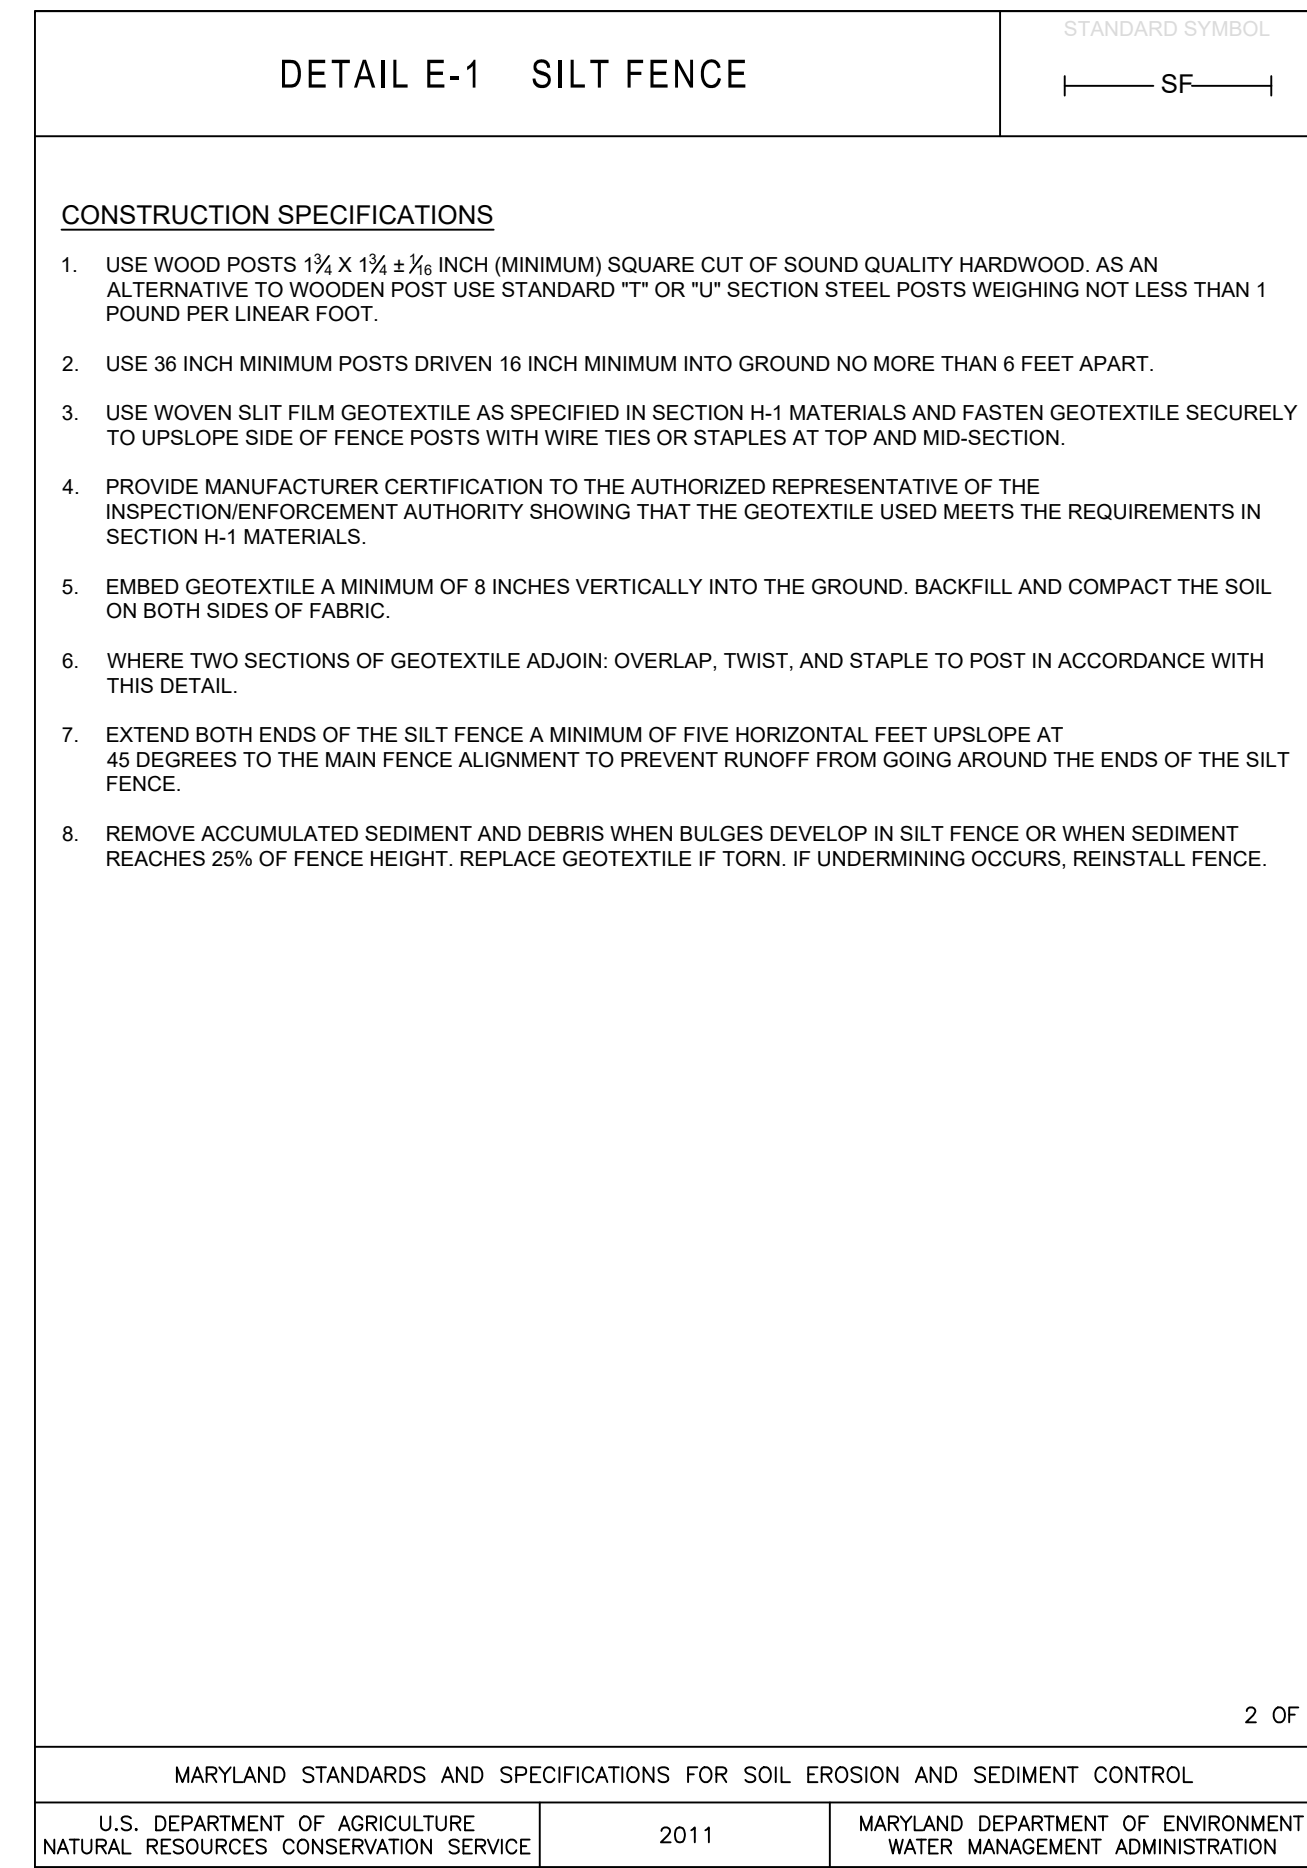 STANDARD SYMBOL
DETAIL E-1 SILT FENCE
SF
CONSTRUCTION SPECIFICATIONS
1. USE WOOD POSTS 1¾ X 1¾ ± 1⁄16 INCH (MINIMUM) SQUARE CUT OF SOUND QUALITY HARDWOOD. AS AN
ALTERNATIVE TO WOODEN POST USE STANDARD "T" OR "U" SECTION STEEL POSTS WEIGHING NOT LESS THAN 1
POUND PER LINEAR FOOT.
2. USE 36 INCH MINIMUM POSTS DRIVEN 16 INCH MINIMUM INTO GROUND NO MORE THAN 6 FEET APART.
3. USE WOVEN SLIT FILM GEOTEXTILE AS SPECIFIED IN SECTION H-1 MATERIALS AND FASTEN GEOTEXTILE SECURELY
TO UPSLOPE SIDE OF FENCE POSTS WITH WIRE TIES OR STAPLES AT TOP AND MID-SECTION.
4. PROVIDE MANUFACTURER CERTIFICATION TO THE AUTHORIZED REPRESENTATIVE OF THE
INSPECTION/ENFORCEMENT AUTHORITY SHOWING THAT THE GEOTEXTILE USED MEETS THE REQUIREMENTS IN
SECTION H-1 MATERIALS.
5. EMBED GEOTEXTILE A MINIMUM OF 8 INCHES VERTICALLY INTO THE GROUND. BACKFILL AND COMPACT THE SOIL
ON BOTH SIDES OF FABRIC.
6. WHERE TWO SECTIONS OF GEOTEXTILE ADJOIN: OVERLAP, TWIST, AND STAPLE TO POST IN ACCORDANCE WITH
THIS DETAIL.
7. EXTEND BOTH ENDS OF THE SILT FENCE A MINIMUM OF FIVE HORIZONTAL FEET UPSLOPE AT
45 DEGREES TO THE MAIN FENCE ALIGNMENT TO PREVENT RUNOFF FROM GOING AROUND THE ENDS OF THE SILT
FENCE.
8. REMOVE ACCUMULATED SEDIMENT AND DEBRIS WHEN BULGES DEVELOP IN SILT FENCE OR WHEN SEDIMENT
REACHES 25% OF FENCE HEIGHT. REPLACE GEOTEXTILE IF TORN. IF UNDERMINING OCCURS, REINSTALL FENCE.
2 OF
MARYLAND STANDARDS AND SPECIFICATIONS FOR SOIL EROSION AND SEDIMENT CONTROL
U.S. DEPARTMENT OF AGRICULTURE
NATURAL RESOURCES CONSERVATION SERVICE
2011
MARYLAND DEPARTMENT OF ENVIRONMENT
WATER MANAGEMENT ADMINISTRATION